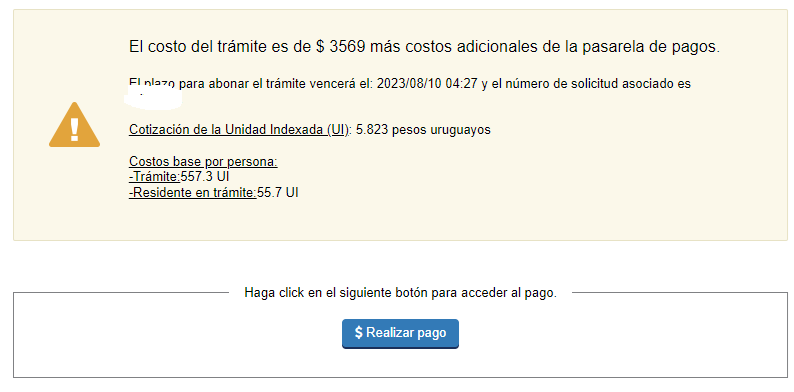 El costo del trámite es de $ 3569 más costos adicionales de la pasarela de pagos.
El plazo para abonar el trámite vencerá el: 2023/08/10 04:27 y el número de solicitud asociado es
Cotización de la Unidad Indexada (UI): 5.823 pesos uruguayos
Costos base por persona:
-Trámite:557.3 UI
-Residente en trámite:55.7 UI
Haga click en el siguiente botón para acceder al pago.
$ Realizar pago